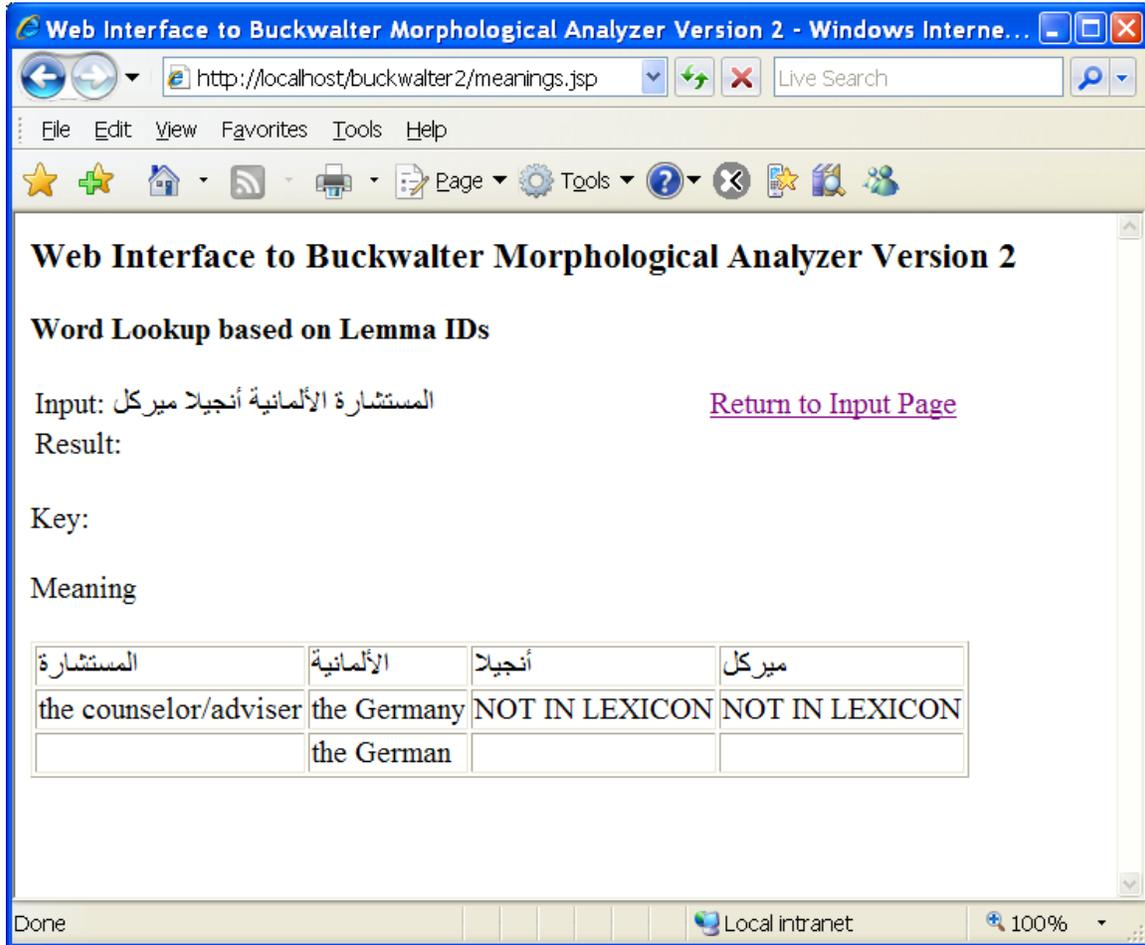 Web Interface to Buckwalter Morphological Analyzer Version 2 - Windows Interne...
http://localhost/buckwalter2/meanings.jsp Live Search
File Edit View Favorites Tools Help
Page Tools
Web Interface to Buckwalter Morphological Analyzer Version 2
Word Lookup based on Lemma IDs
Input: المستشارة الألمانية أنجيلا ميركل Return to Input Page
Result:
Key:
Meaning
المستشارة | الألمانية | أنجيلا | ميركل
the counselor/adviser | the Germany | NOT IN LEXICON | NOT IN LEXICON
the German
Done Local intranet 100%